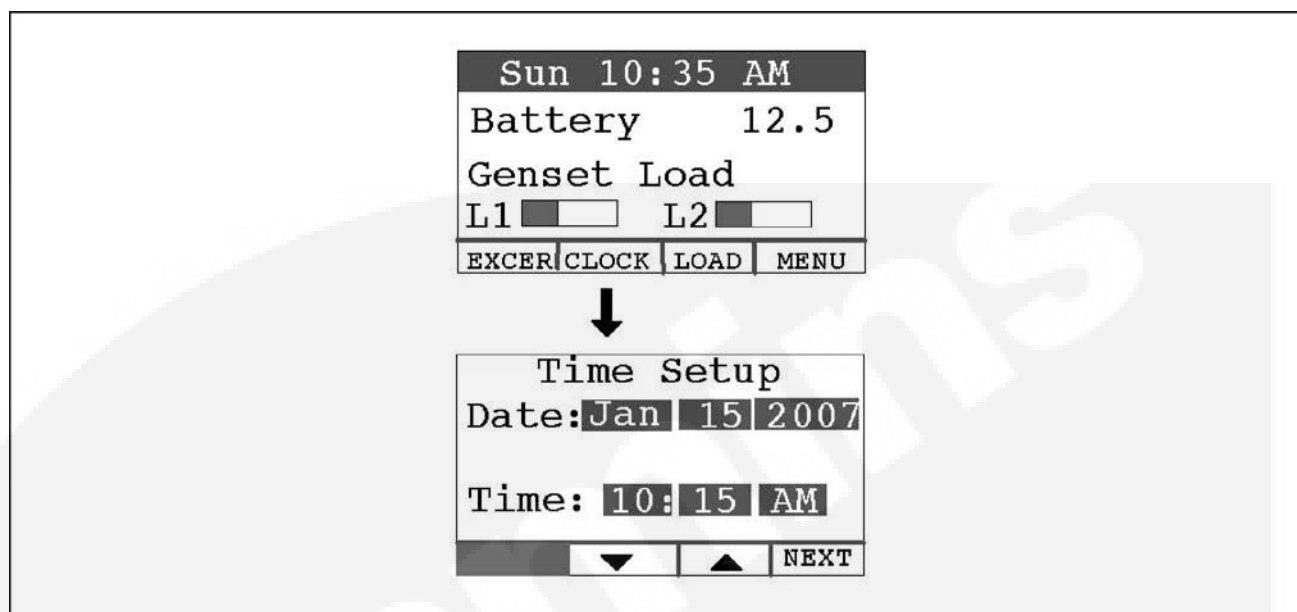 Sun 10:35 AM
Battery 12.5
Genset Load
L1 L2
EXCER CLOCK LOAD MENU
Time Setup
Date: Jan 15 2007
Time: 10: 15 AM
NEXT